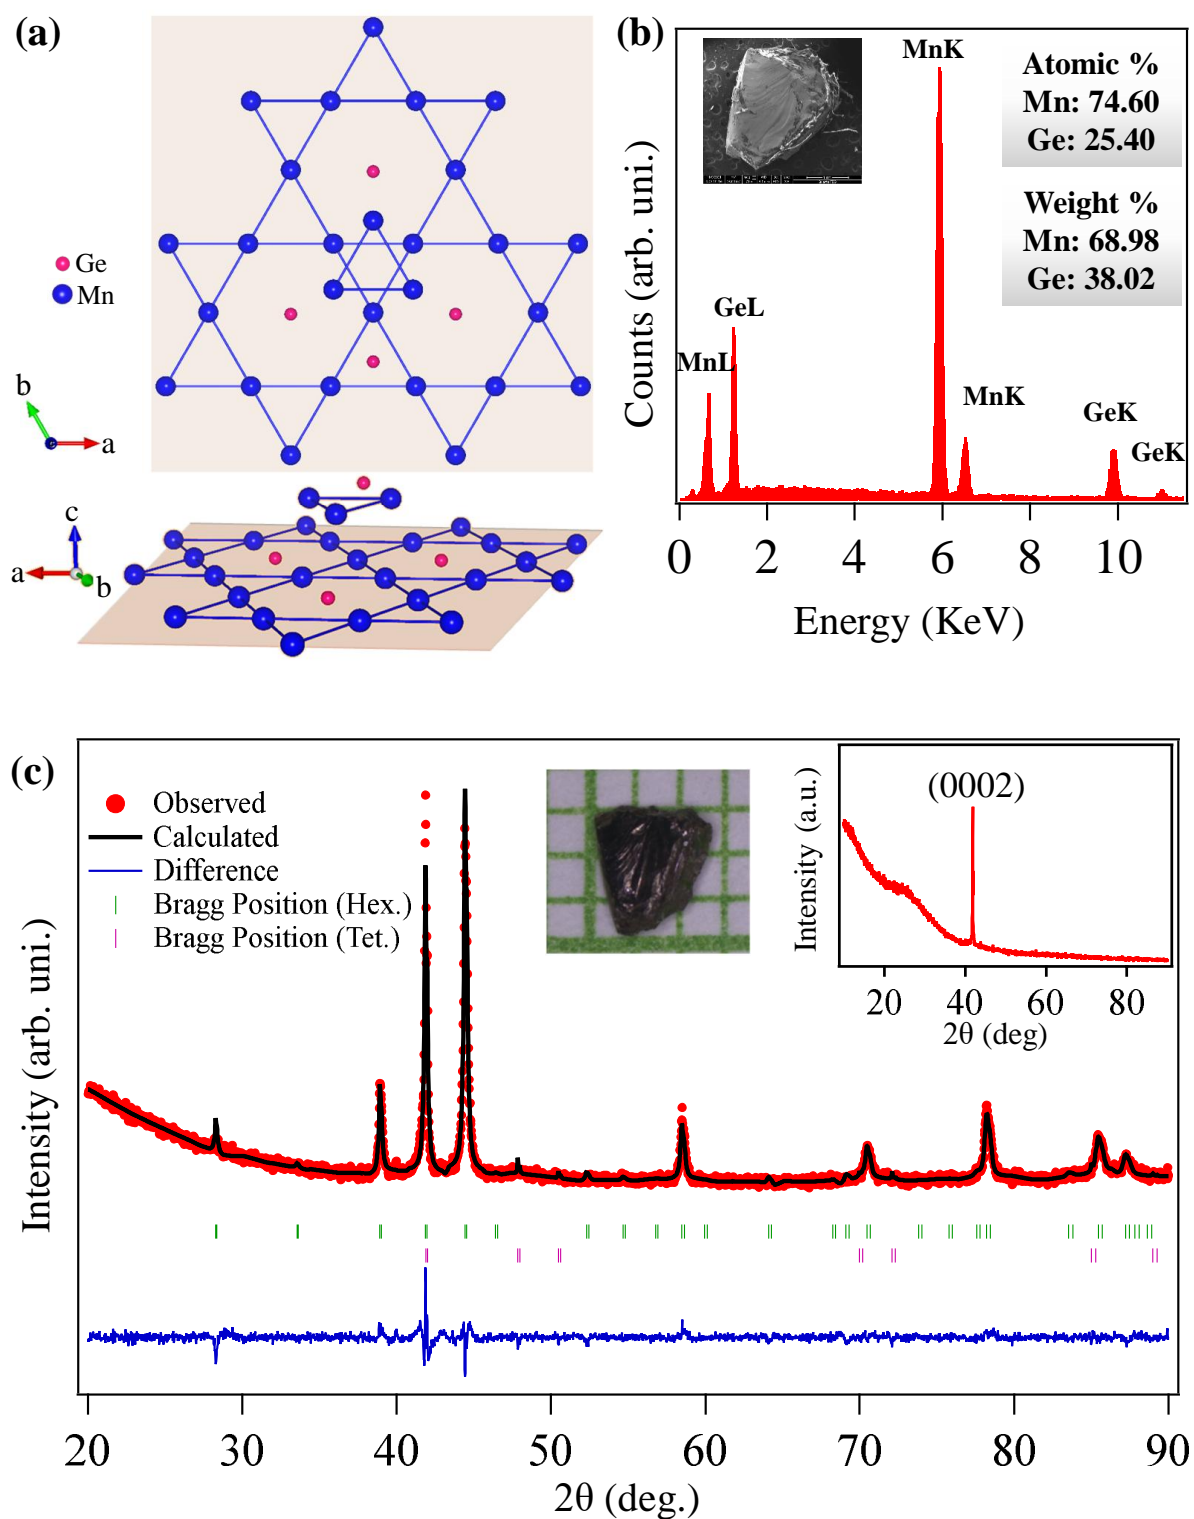 (a)
Ge
Mn
b
a
c
a
b
(b)
MnK
Atomic %
Mn: 74.60
Ge: 25.40
Weight %
Mn: 68.98
Ge: 38.02
GeL
MnL
MnK
GeK
GeK
Counts (arb. uni.)
0 2 4 6 8 10
Energy (KeV)
(c)
Observed
Calculated
Difference
Bragg Position (Hex.)
Bragg Position (Tet.)
(0002)
Intensity (a.u.)
20 40 60 80
2θ (deg)
Intensity (arb. uni.)
20 30 40 50 60 70 80 90
2θ (deg.)